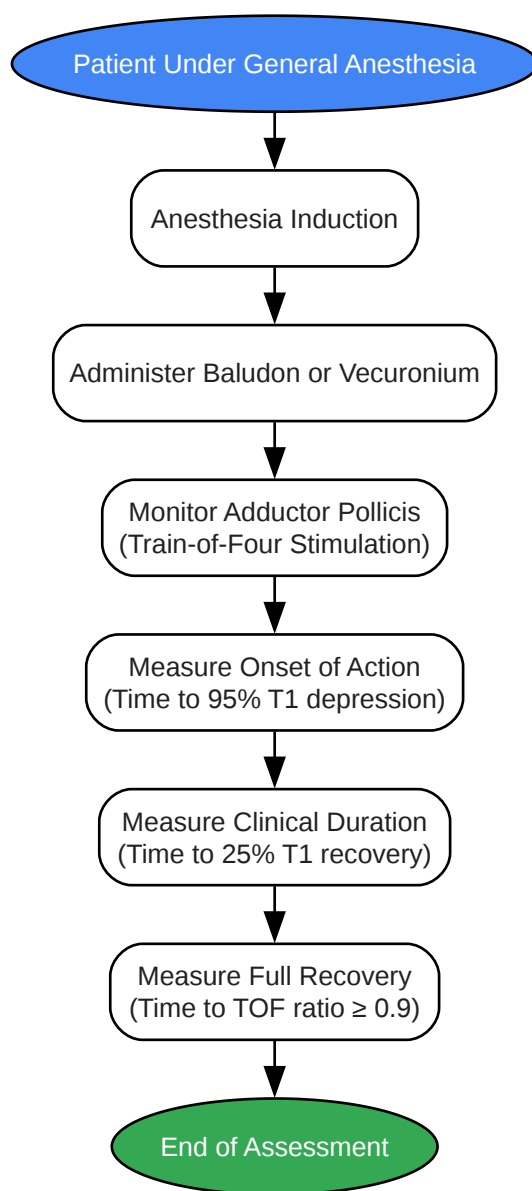 Patient Under General Anesthesia
Anesthesia Induction
Administer Baludon or Vecuronium
Monitor Adductor Pollicis
(Train-of-Four Stimulation)
Measure Onset of Action
(Time to 95% T1 depression)
Measure Clinical Duration
(Time to 25% T1 recovery)
Measure Full Recovery
(Time to TOF ratio ≥ 0.9)
End of Assessment